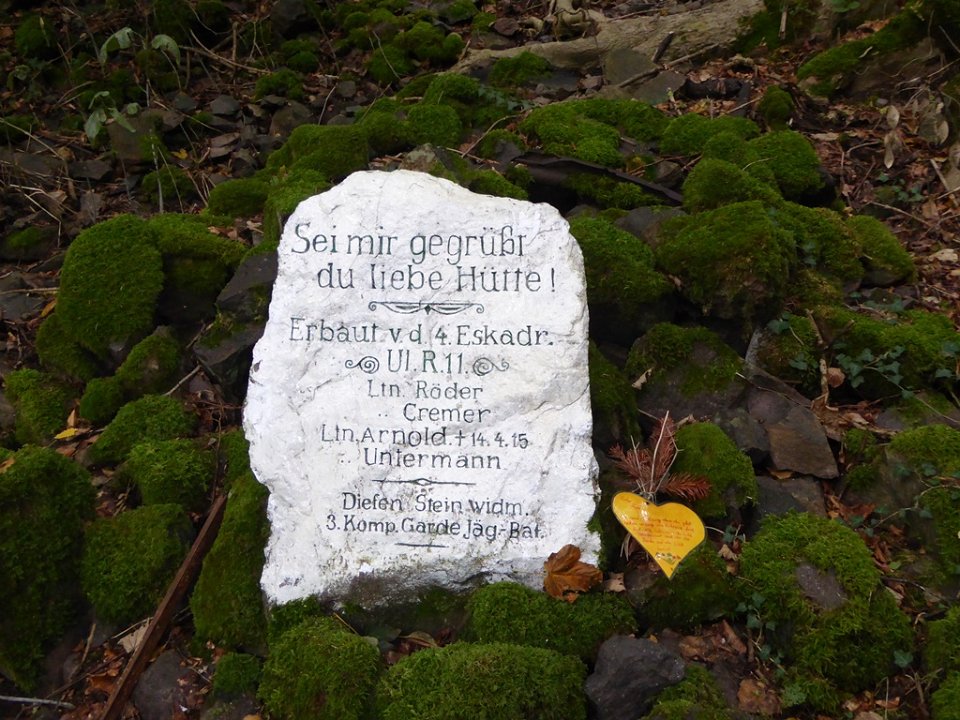 Sei mir gegrüßt
du liebe Hütte!
Erbaut v. d. 4. Eskadr.
Ul. R. 11.
Ltn. Röder
„ Cremer
Ltn. Arnold. + 14. 4. 15
„ Untermann
Diesen Stein widm.
3. Komp. Garde Jäg.-Bat.